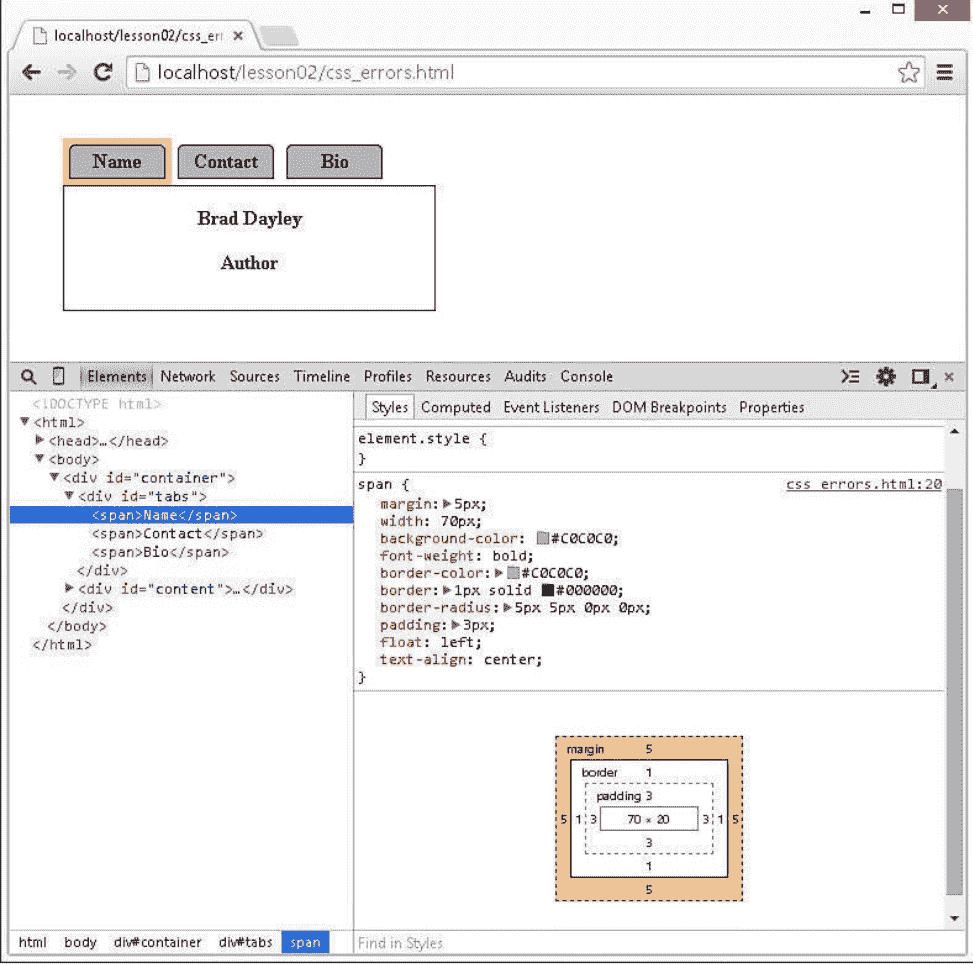 localhost/lesson02/css_er
localhost/lesson02/css_errors.html
Name Contact Bio
Brad Dayley
Author
Elements Network Sources Timeline Profiles Resources Audits Console
<!DOCTYPE html>
<html>
<head>…</head>
<body>
<div id="container">
<div id="tabs">
<span>Name</span>
<span>Contact</span>
<span>Bio</span>
</div>
<div id="content">…</div>
</div>
</body>
</html>
Styles Computed Event Listeners DOM Breakpoints Properties
element.style {
}
span { css_errors.html:20
margin: 5px;
width: 70px;
background-color: #C0C0C0;
font-weight: bold;
border-color: #C0C0C0;
border: 1px solid #000000;
border-radius: 5px 5px 0px 0px;
padding: 3px;
float: left;
text-align: center;
}
margin 5
border 1
padding 3
5 1 3 70 × 20 3 1 5
3
1
5
html body div#container div#tabs span
Find in Styles